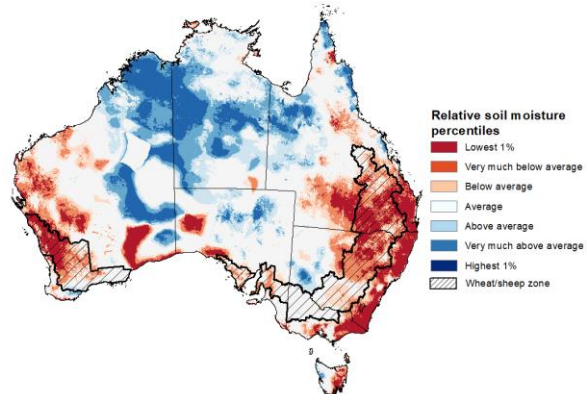 Relative soil moisture
percentiles
Lowest 1%
Very much below average
Below average
Average
Above average
Very much above average
Highest 1%
Wheat/sheep zone